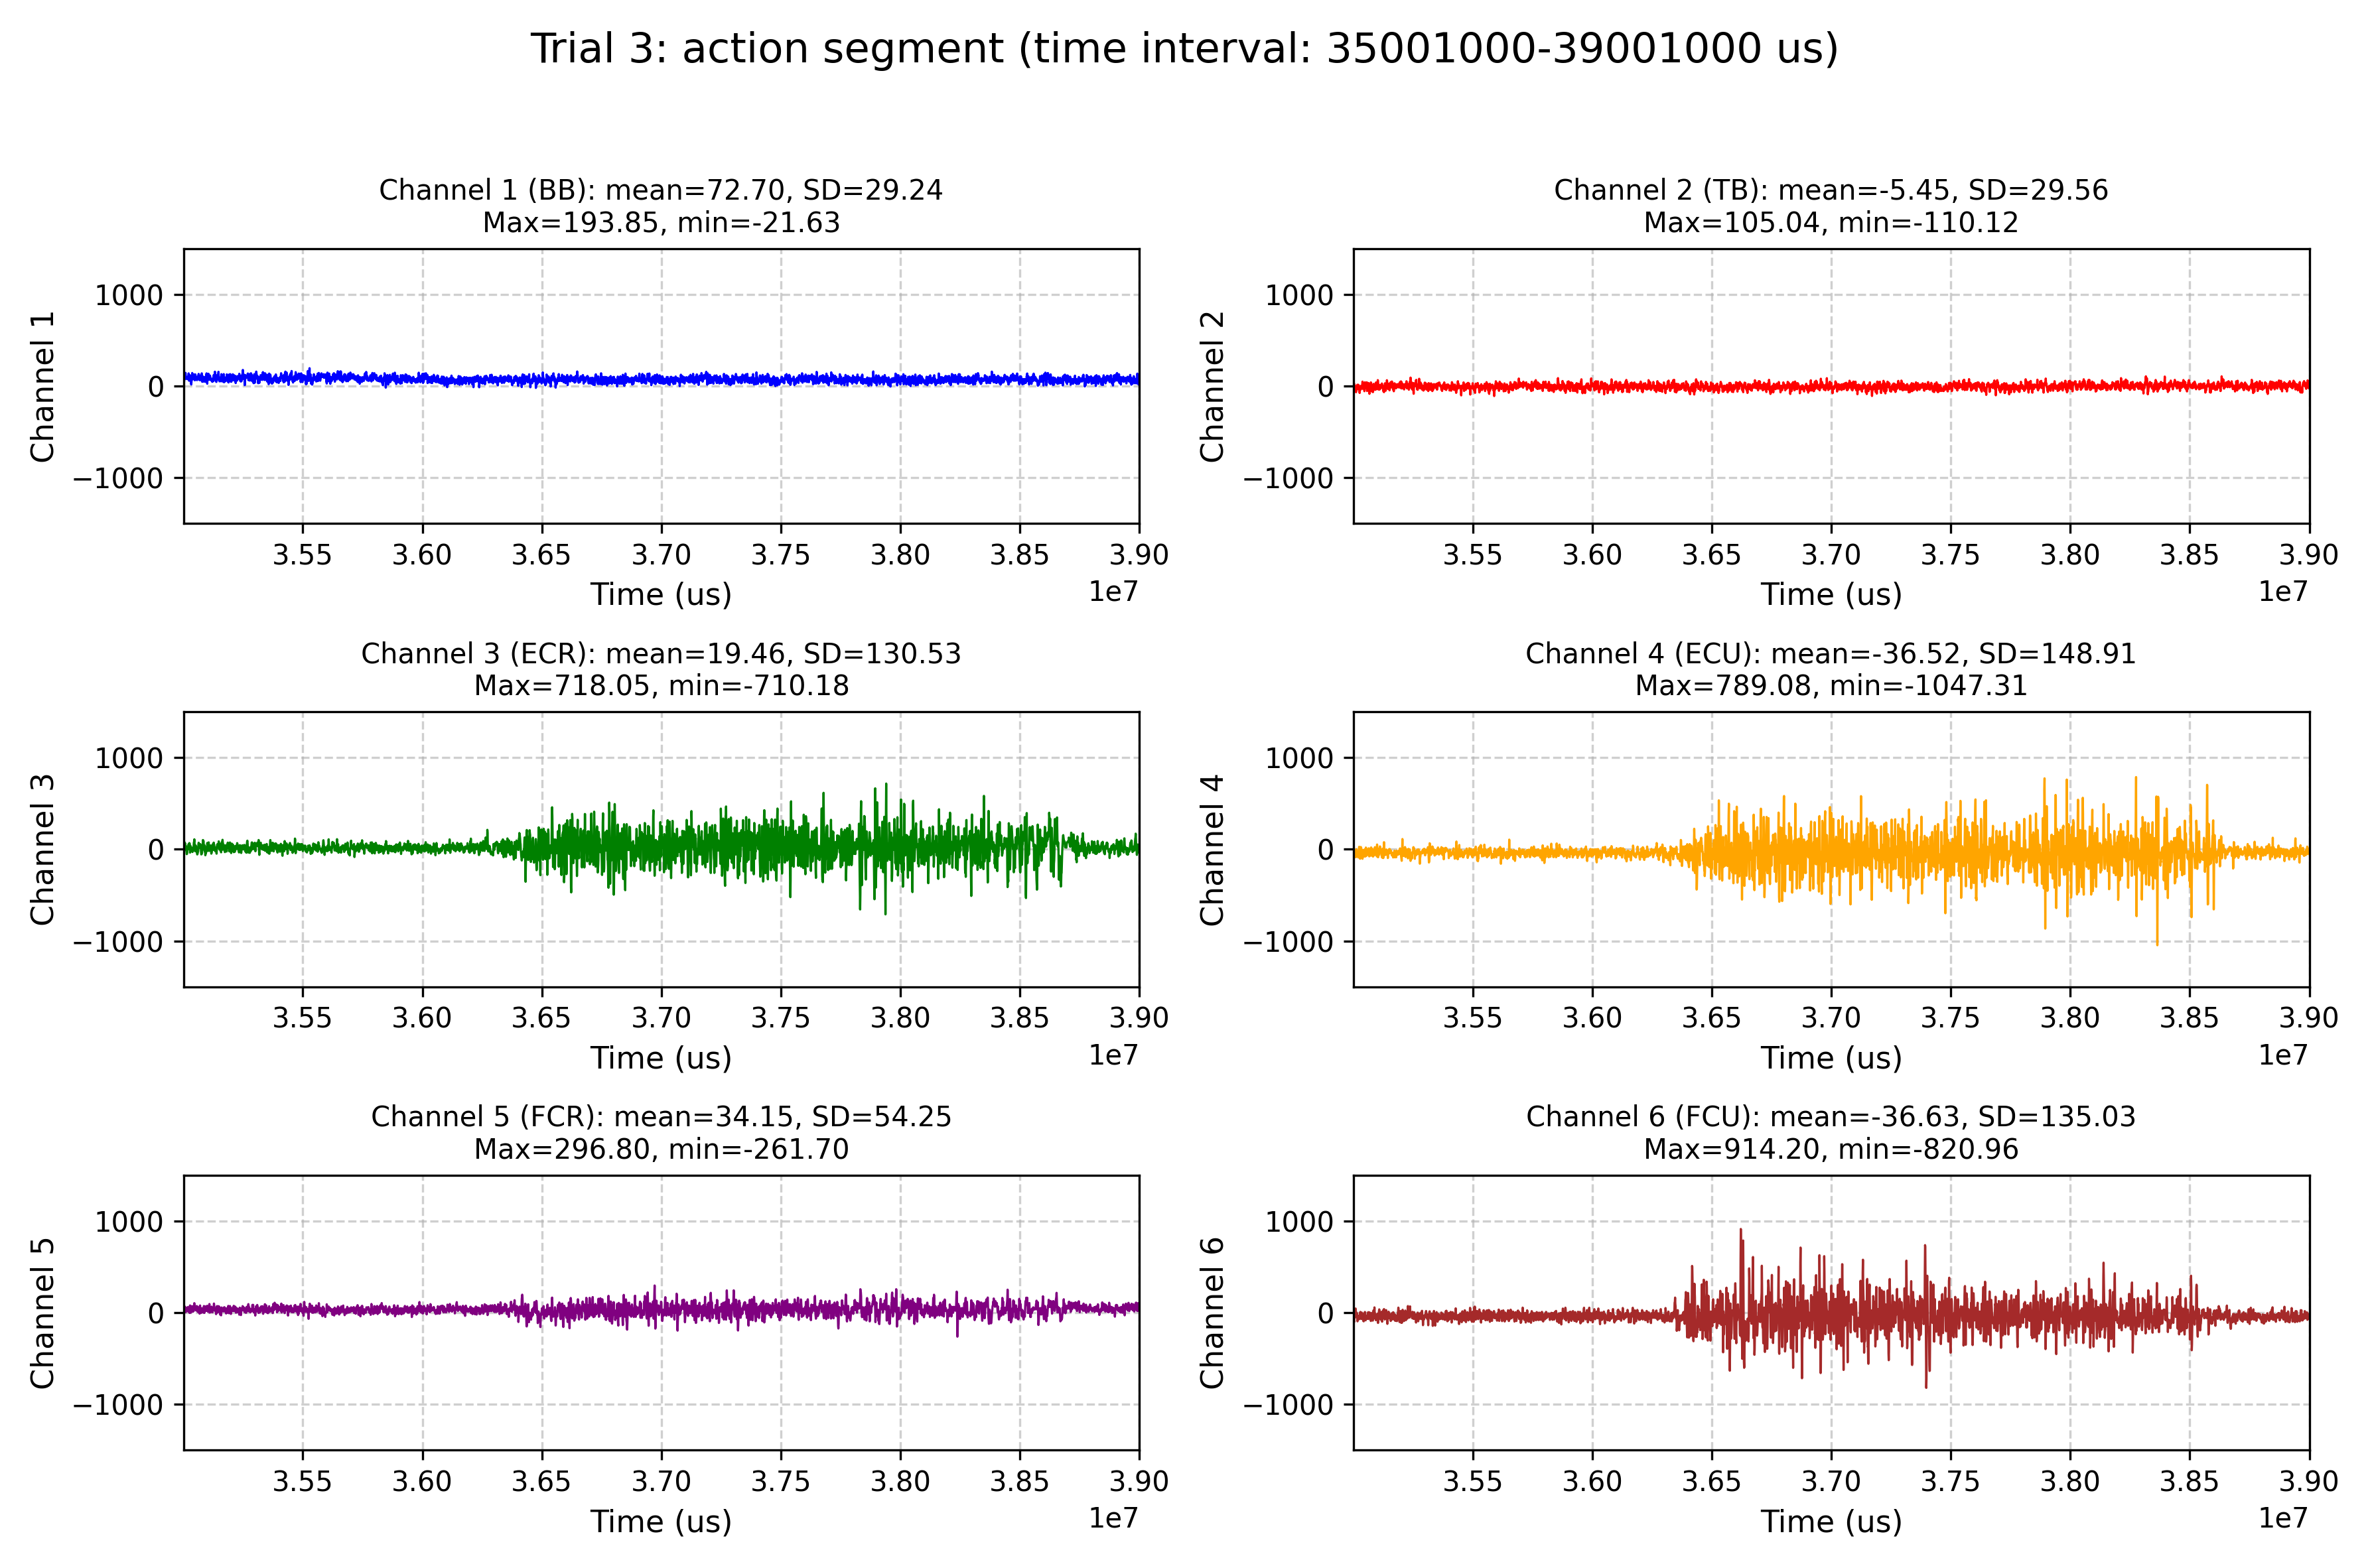 Trial 3: action segment (time interval: 35001000-39001000 us)
Channel 1 (BB): mean=72.70, SD=29.24
Max=193.85, min=-21.63
Channel 1
1000
0
−1000
3.55 3.60 3.65 3.70 3.75 3.80 3.85 3.90
Time (us)
1e7
Channel 2 (TB): mean=-5.45, SD=29.56
Max=105.04, min=-110.12
Channel 2
1000
0
−1000
3.55 3.60 3.65 3.70 3.75 3.80 3.85 3.90
Time (us)
1e7
Channel 3 (ECR): mean=19.46, SD=130.53
Max=718.05, min=-710.18
Channel 3
1000
0
−1000
3.55 3.60 3.65 3.70 3.75 3.80 3.85 3.90
Time (us)
1e7
Channel 4 (ECU): mean=-36.52, SD=148.91
Max=789.08, min=-1047.31
Channel 4
1000
0
−1000
3.55 3.60 3.65 3.70 3.75 3.80 3.85 3.90
Time (us)
1e7
Channel 5 (FCR): mean=34.15, SD=54.25
Max=296.80, min=-261.70
Channel 5
1000
0
−1000
3.55 3.60 3.65 3.70 3.75 3.80 3.85 3.90
Time (us)
1e7
Channel 6 (FCU): mean=-36.63, SD=135.03
Max=914.20, min=-820.96
Channel 6
1000
0
−1000
3.55 3.60 3.65 3.70 3.75 3.80 3.85 3.90
Time (us)
1e7